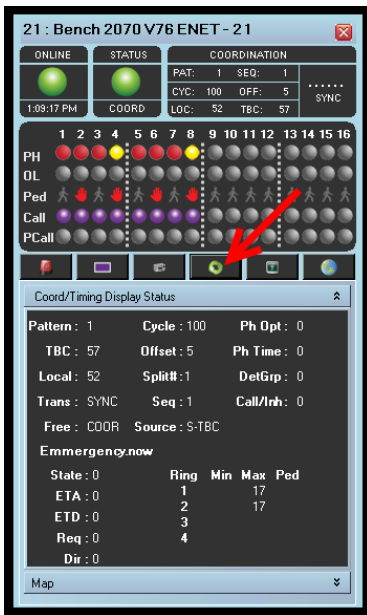 21 : Bench 2070 V76 ENET - 21
ONLINE STATUS COORDINATION
PAT: 1 SEQ: 1
CYC: 100 OFF: 5 ......
SYNC
1:09:17 PM COORD LOC: 52 TBC: 57
1 2 3 4 5 6 7 8 9 10 11 12 13 14 15 16
PH
OL
Ped
Call
PCall
Coord/Timing Display Status
Pattern : 1 Cycle : 100 Ph Opt : 0
TBC : 57 Offset : 5 Ph Time : 0
Local : 52 Split# :1 DetGrp : 0
Trans : SYNC Seq : 1 Call/Inh : 0
Free : COOR Source : S-TBC
Emmergency.now
State : 0 Ring Min Max Ped
ETA : 0 1 17
ETD : 0 2 17
Req : 0 3
Dir : 0 4
Map